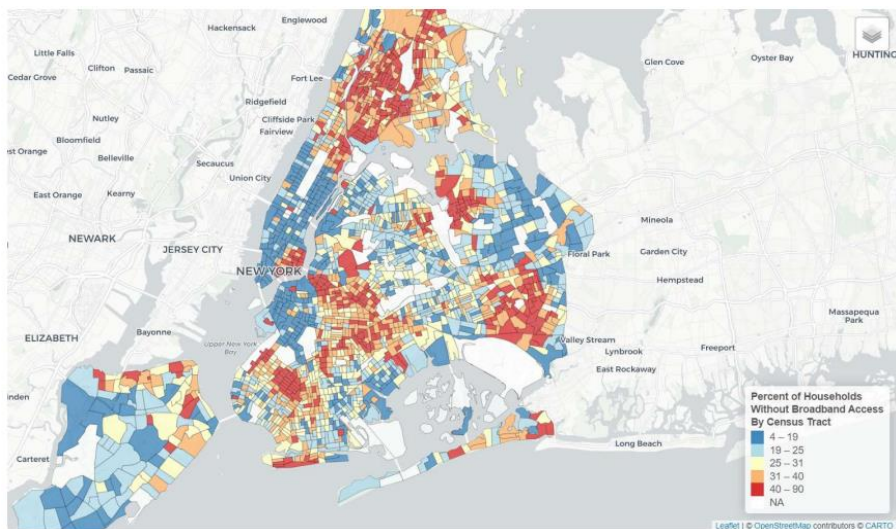 Hackensack
Englewood
Little Falls
Cedar Grove
Clifton
Passaic
Fort Lee
Glen Cove
Oyster Bay
HUNTING
Nutley
Ridgefield
Cliffside Park
Fairview
Bloomfield
est Orange
Belleville
Secaucus
Union City
East Orange
Kearny
Mineola
NEWARK
JERSEY CITY
Floral Park
Garden City
NEW YORK
Hempstead
Massapequa
Park
ELIZABETH
Bayonne
Upper New York
Bay
Valley Stream
Lynbrook
Freeport
East Rockaway
nden
Long Beach
Carteret
Percent of Households
Without Broadband Access
By Census Tract
4 – 19
19 – 25
25 – 31
31 – 40
40 – 90
NA
Leaflet | © OpenStreetMap contributors © CARTO